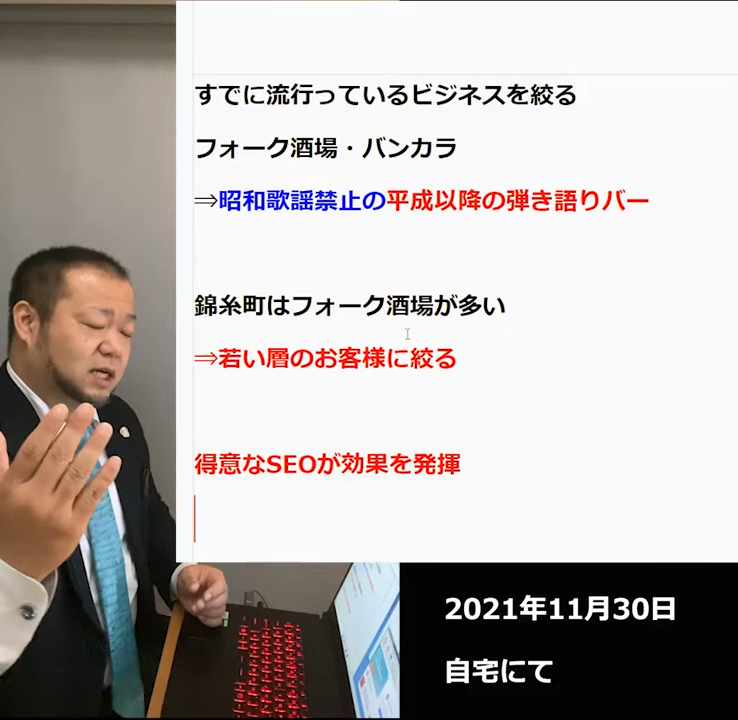 すでに流行っているビジネスを絞る
フォーク酒場・バンカラ
⇒昭和歌謡禁止の平成以降の弾き語りバー
錦糸町はフォーク酒場が多い
⇒若い層のお客様に絞る
得意なSEOが効果を発揮
2021年11月30日
自宅にて